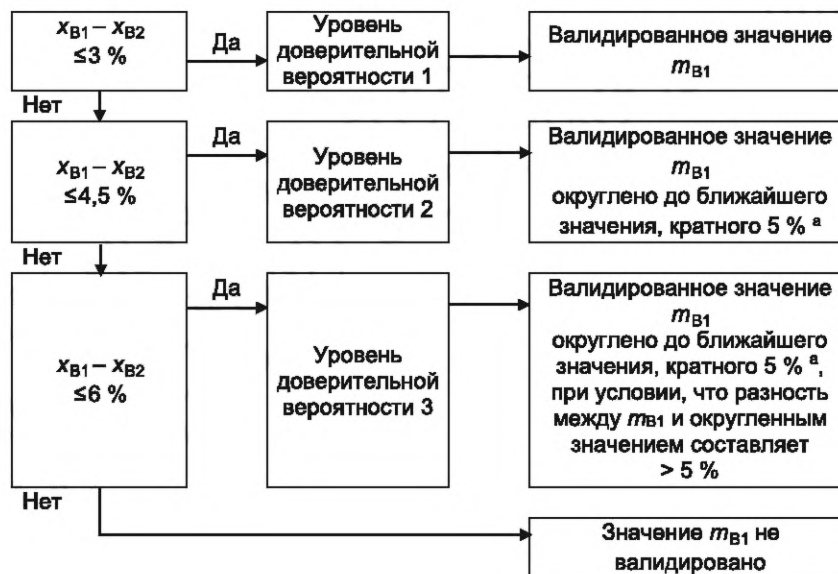 x_B1 – x_B2
≤3 %
Да
Уровень
доверительной
вероятности 1
Валидированное значение
m_B1
Нет
x_B1 – x_B2
≤4,5 %
Да
Уровень
доверительной
вероятности 2
Валидированное значение
m_B1
округлено до ближайшего
значения, кратного 5 % ᵃ
Нет
x_B1 – x_B2
≤6 %
Да
Уровень
доверительной
вероятности 3
Валидированное значение
m_B1
округлено до ближайшего
значения, кратного 5 % ᵃ,
при условии, что разность
между m_B1 и округленным
значением составляет
> 5 %
Нет
Значение m_B1 не
валидировано